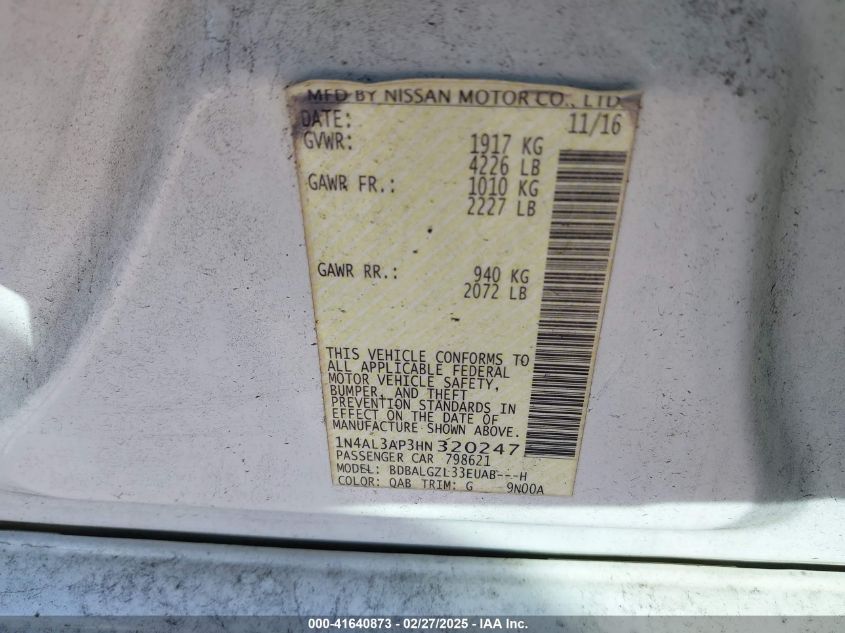 MFD BY NISSAN MOTOR CO., LTD.
DATE: 11/16
GVWR: 1917 KG
4226 LB
GAWR FR.: 1010 KG
2227 LB
GAWR RR.: 940 KG
2072 LB
THIS VEHICLE CONFORMS TO
ALL APPLICABLE FEDERAL
MOTOR VEHICLE SAFETY,
BUMPER, AND THEFT
PREVENTION STANDARDS IN
EFFECT ON THE DATE OF
MANUFACTURE SHOWN ABOVE.
1N4AL3AP3HN320247
PASSENGER CAR 798621
MODEL: BDBALGZL33EUAB---H
COLOR: QAB TRIM: G 9N00A
000-41640873 - 02/27/2025 - IAA Inc.